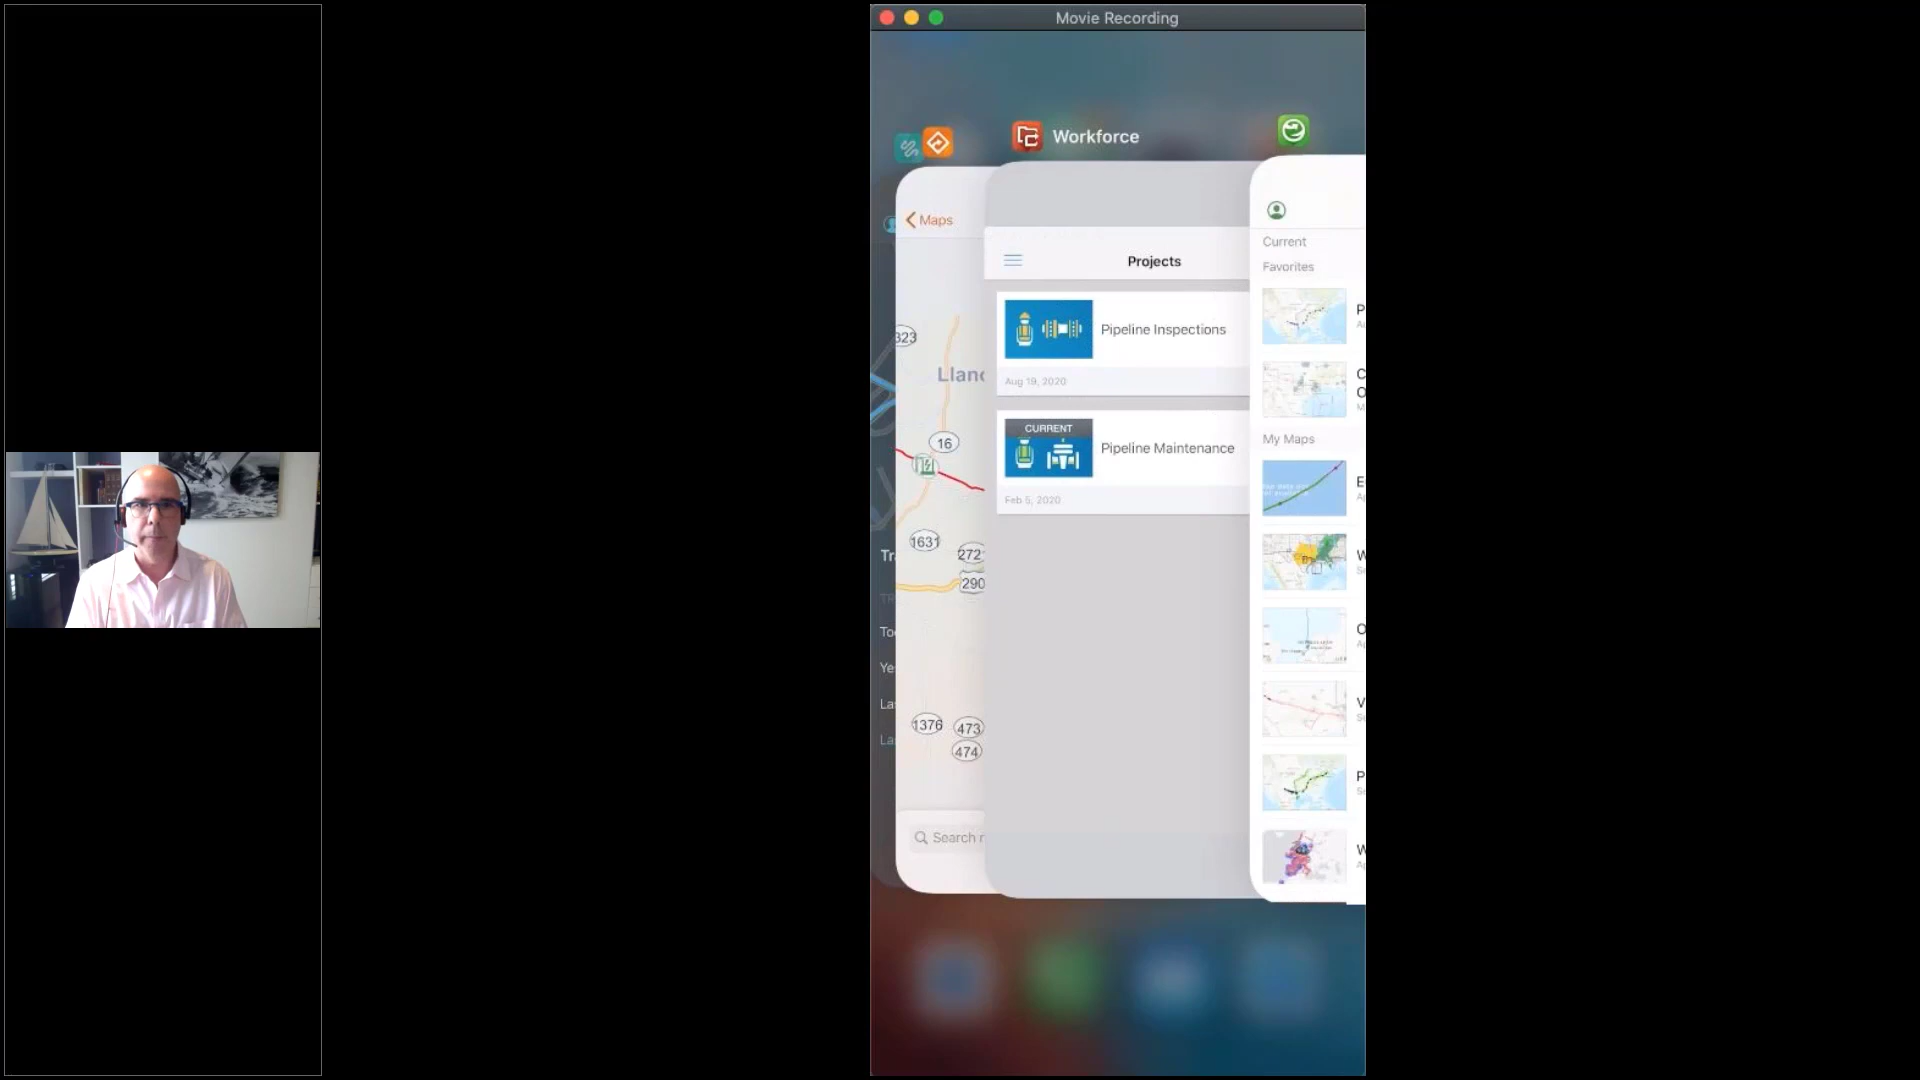 Movie Recording
Workforce
Maps
Projects
Current
Favorites
Pipeline Inspections
Aug 19, 2020
CURRENT
Pipeline Maintenance
Feb 5, 2020
My Maps
323
Llano
16
1631
272
290
1376
473
474
Search